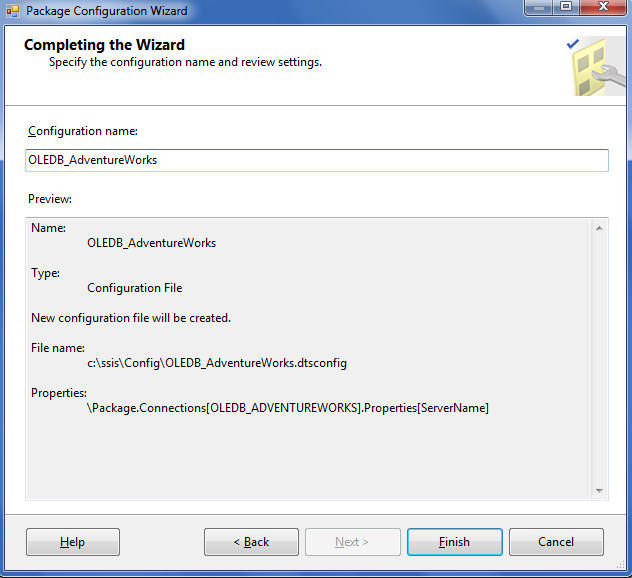 Package Configuration Wizard
Completing the Wizard
Specify the configuration name and review settings.
Configuration name:
OLEDB_AdventureWorks
Preview:
Name:
OLEDB_AdventureWorks
Type:
Configuration File
New configuration file will be created.
File name:
c:\ssis\Config\OLEDB_AdventureWorks.dtsconfig
Properties:
\Package.Connections[OLEDB_ADVENTUREWORKS].Properties[ServerName]
Help < Back Next > Finish Cancel